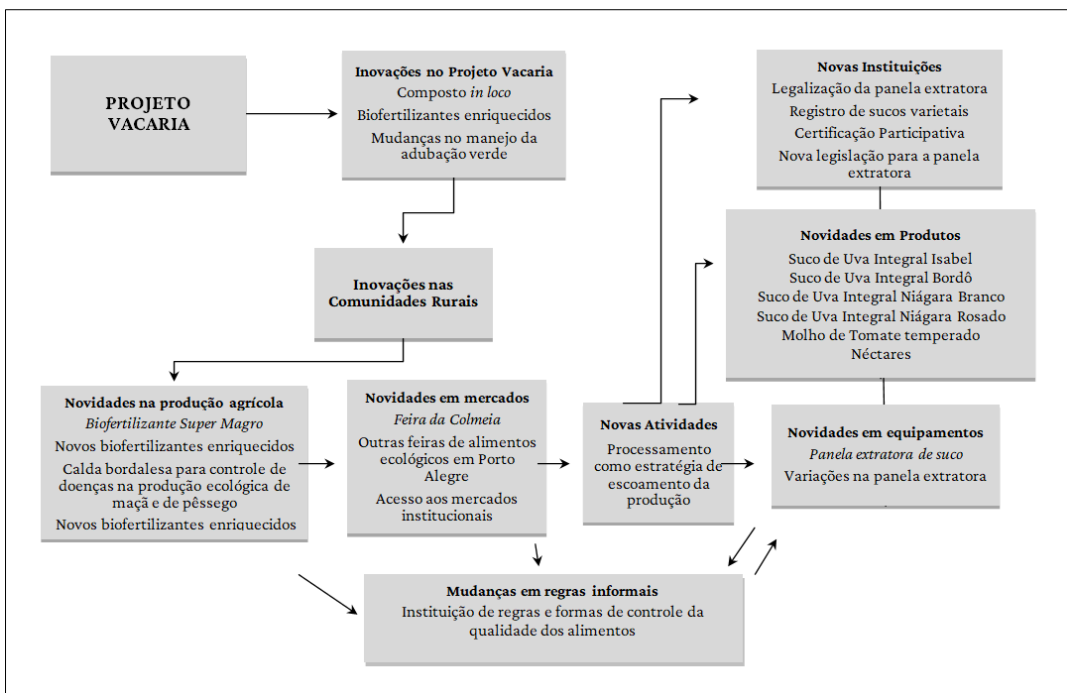 PROJETO
VACARIA
Inovações no Projeto Vacaria
Composto in loco
Biofertilizantes enriquecidos
Mudanças no manejo da
adubação verde
Inovações nas
Comunidades Rurais
Novidades na produção agrícola
Biofertilizante Super Magro
Novos biofertilizantes enriquecidos
Calda bordalesa para controle de
doenças na produção ecológica de
maçã e de pêssego
Novos biofertilizantes enriquecidos
Novidades em mercados
Feira da Colmeia
Outras feiras de alimentos
ecológicos em Porto
Alegre
Acesso aos mercados
institucionais
Novas Atividades
Processamento
como estratégia de
escoamento da
produção
Novas Instituições
Legalização da panela extratora
Registro de sucos varietais
Certificação Participativa
Nova legislação para a panela
extratora
Novidades em Produtos
Suco de Uva Integral Isabel
Suco de Uva Integral Bordô
Suco de Uva Integral Niágara Branco
Suco de Uva Integral Niágara Rosado
Molho de Tomate temperado
Néctares
Novidades em equipamentos
Panela extratora de suco
Variações na panela extratora
Mudanças em regras informais
Instituição de regras e formas de controle da
qualidade dos alimentos